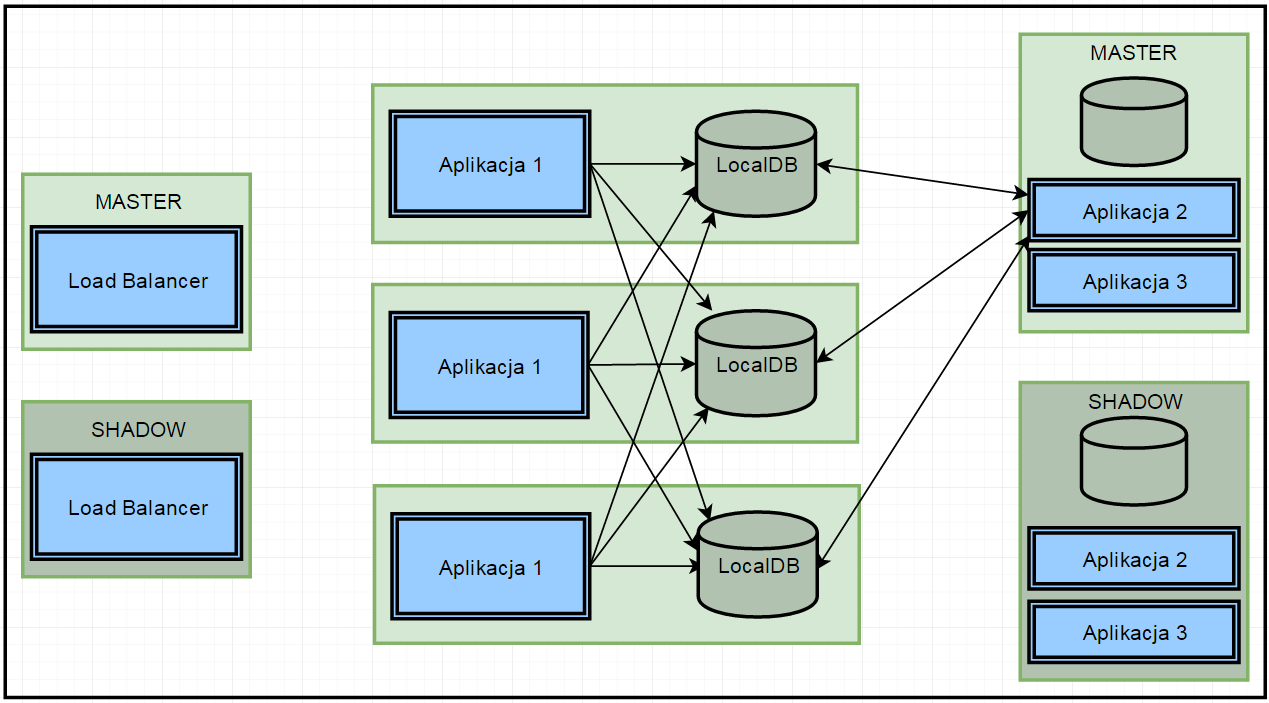 MASTER
Load Balancer
SHADOW
Load Balancer
Aplikacja 1
LocalDB
Aplikacja 1
LocalDB
Aplikacja 1
LocalDB
MASTER
Aplikacja 2
Aplikacja 3
SHADOW
Aplikacja 2
Aplikacja 3